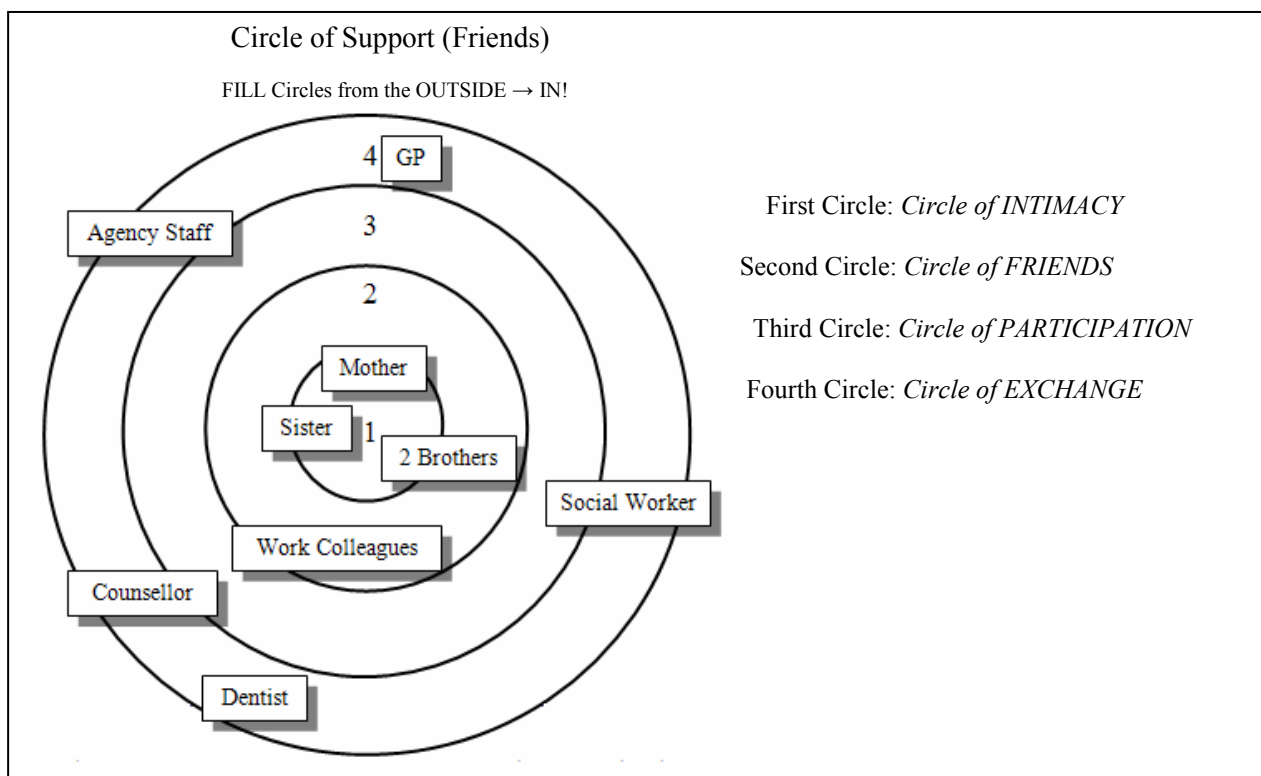 Circle of Support (Friends)
FILL Circles from the OUTSIDE → IN!
4
GP
Agency Staff
3
2
Mother
Sister
1
2 Brothers
Social Worker
Work Colleagues
Counsellor
Dentist
First Circle: Circle of INTIMACY
Second Circle: Circle of FRIENDS
Third Circle: Circle of PARTICIPATION
Fourth Circle: Circle of EXCHANGE